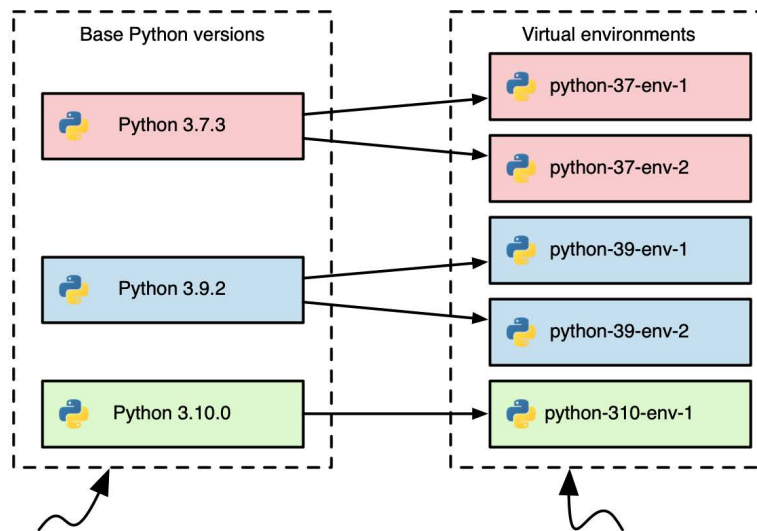 Base Python versions
Python 3.7.3
Python 3.9.2
Python 3.10.0
Virtual environments
python-37-env-1
python-37-env-2
python-39-env-1
python-39-env-2
python-310-env-1